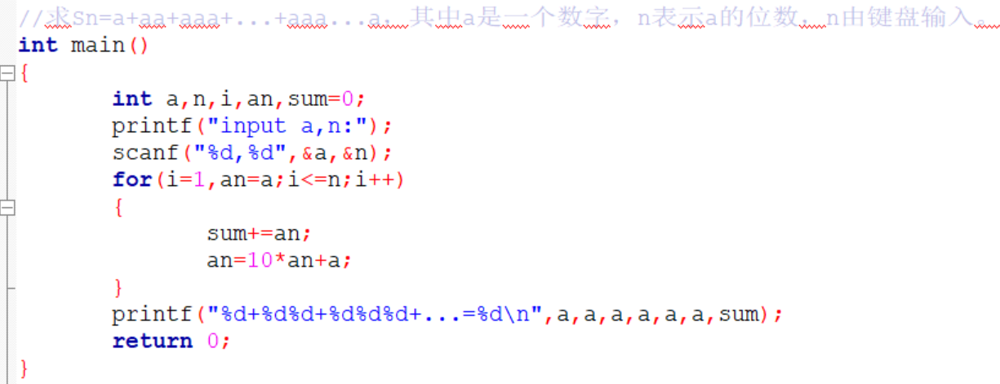 //求Sn=a+aa+aaa+...+aaa...a，其中a是一个数字，n表示a的位数，n由键盘输入。
int main()
{
int a,n,i,an,sum=0;
printf("input a,n:");
scanf("%d,%d",&a,&n);
for(i=1,an=a;i<=n;i++)
{
sum+=an;
an=10*an+a;
}
printf("%d+%d%d+%d%d%d+...=%d\n",a,a,a,a,a,a,sum);
return 0;
}